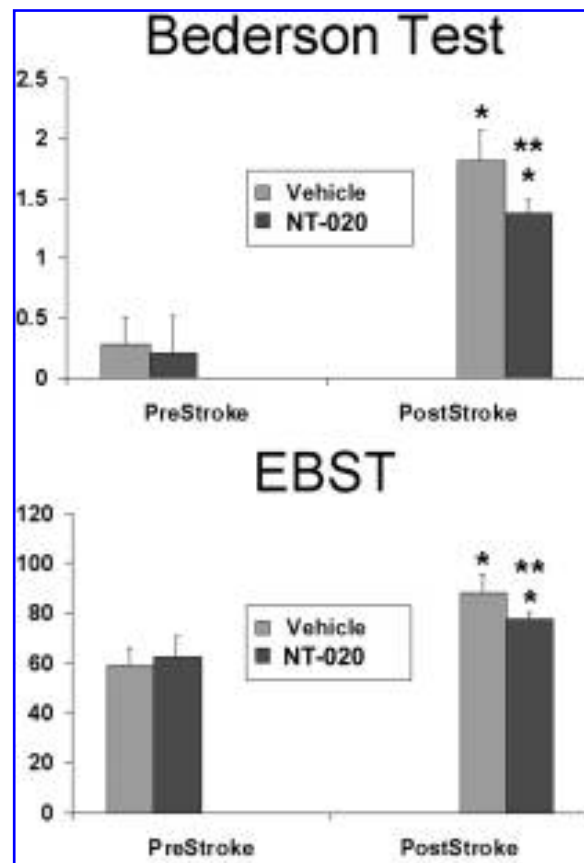 Bederson Test
2.5
2
1.5
1
0.5
0
Vehicle
NT-020
*
**
*
PreStroke
PostStroke
EBST
120
100
80
60
40
20
0
Vehicle
NT-020
*
**
*
PreStroke
PostStroke